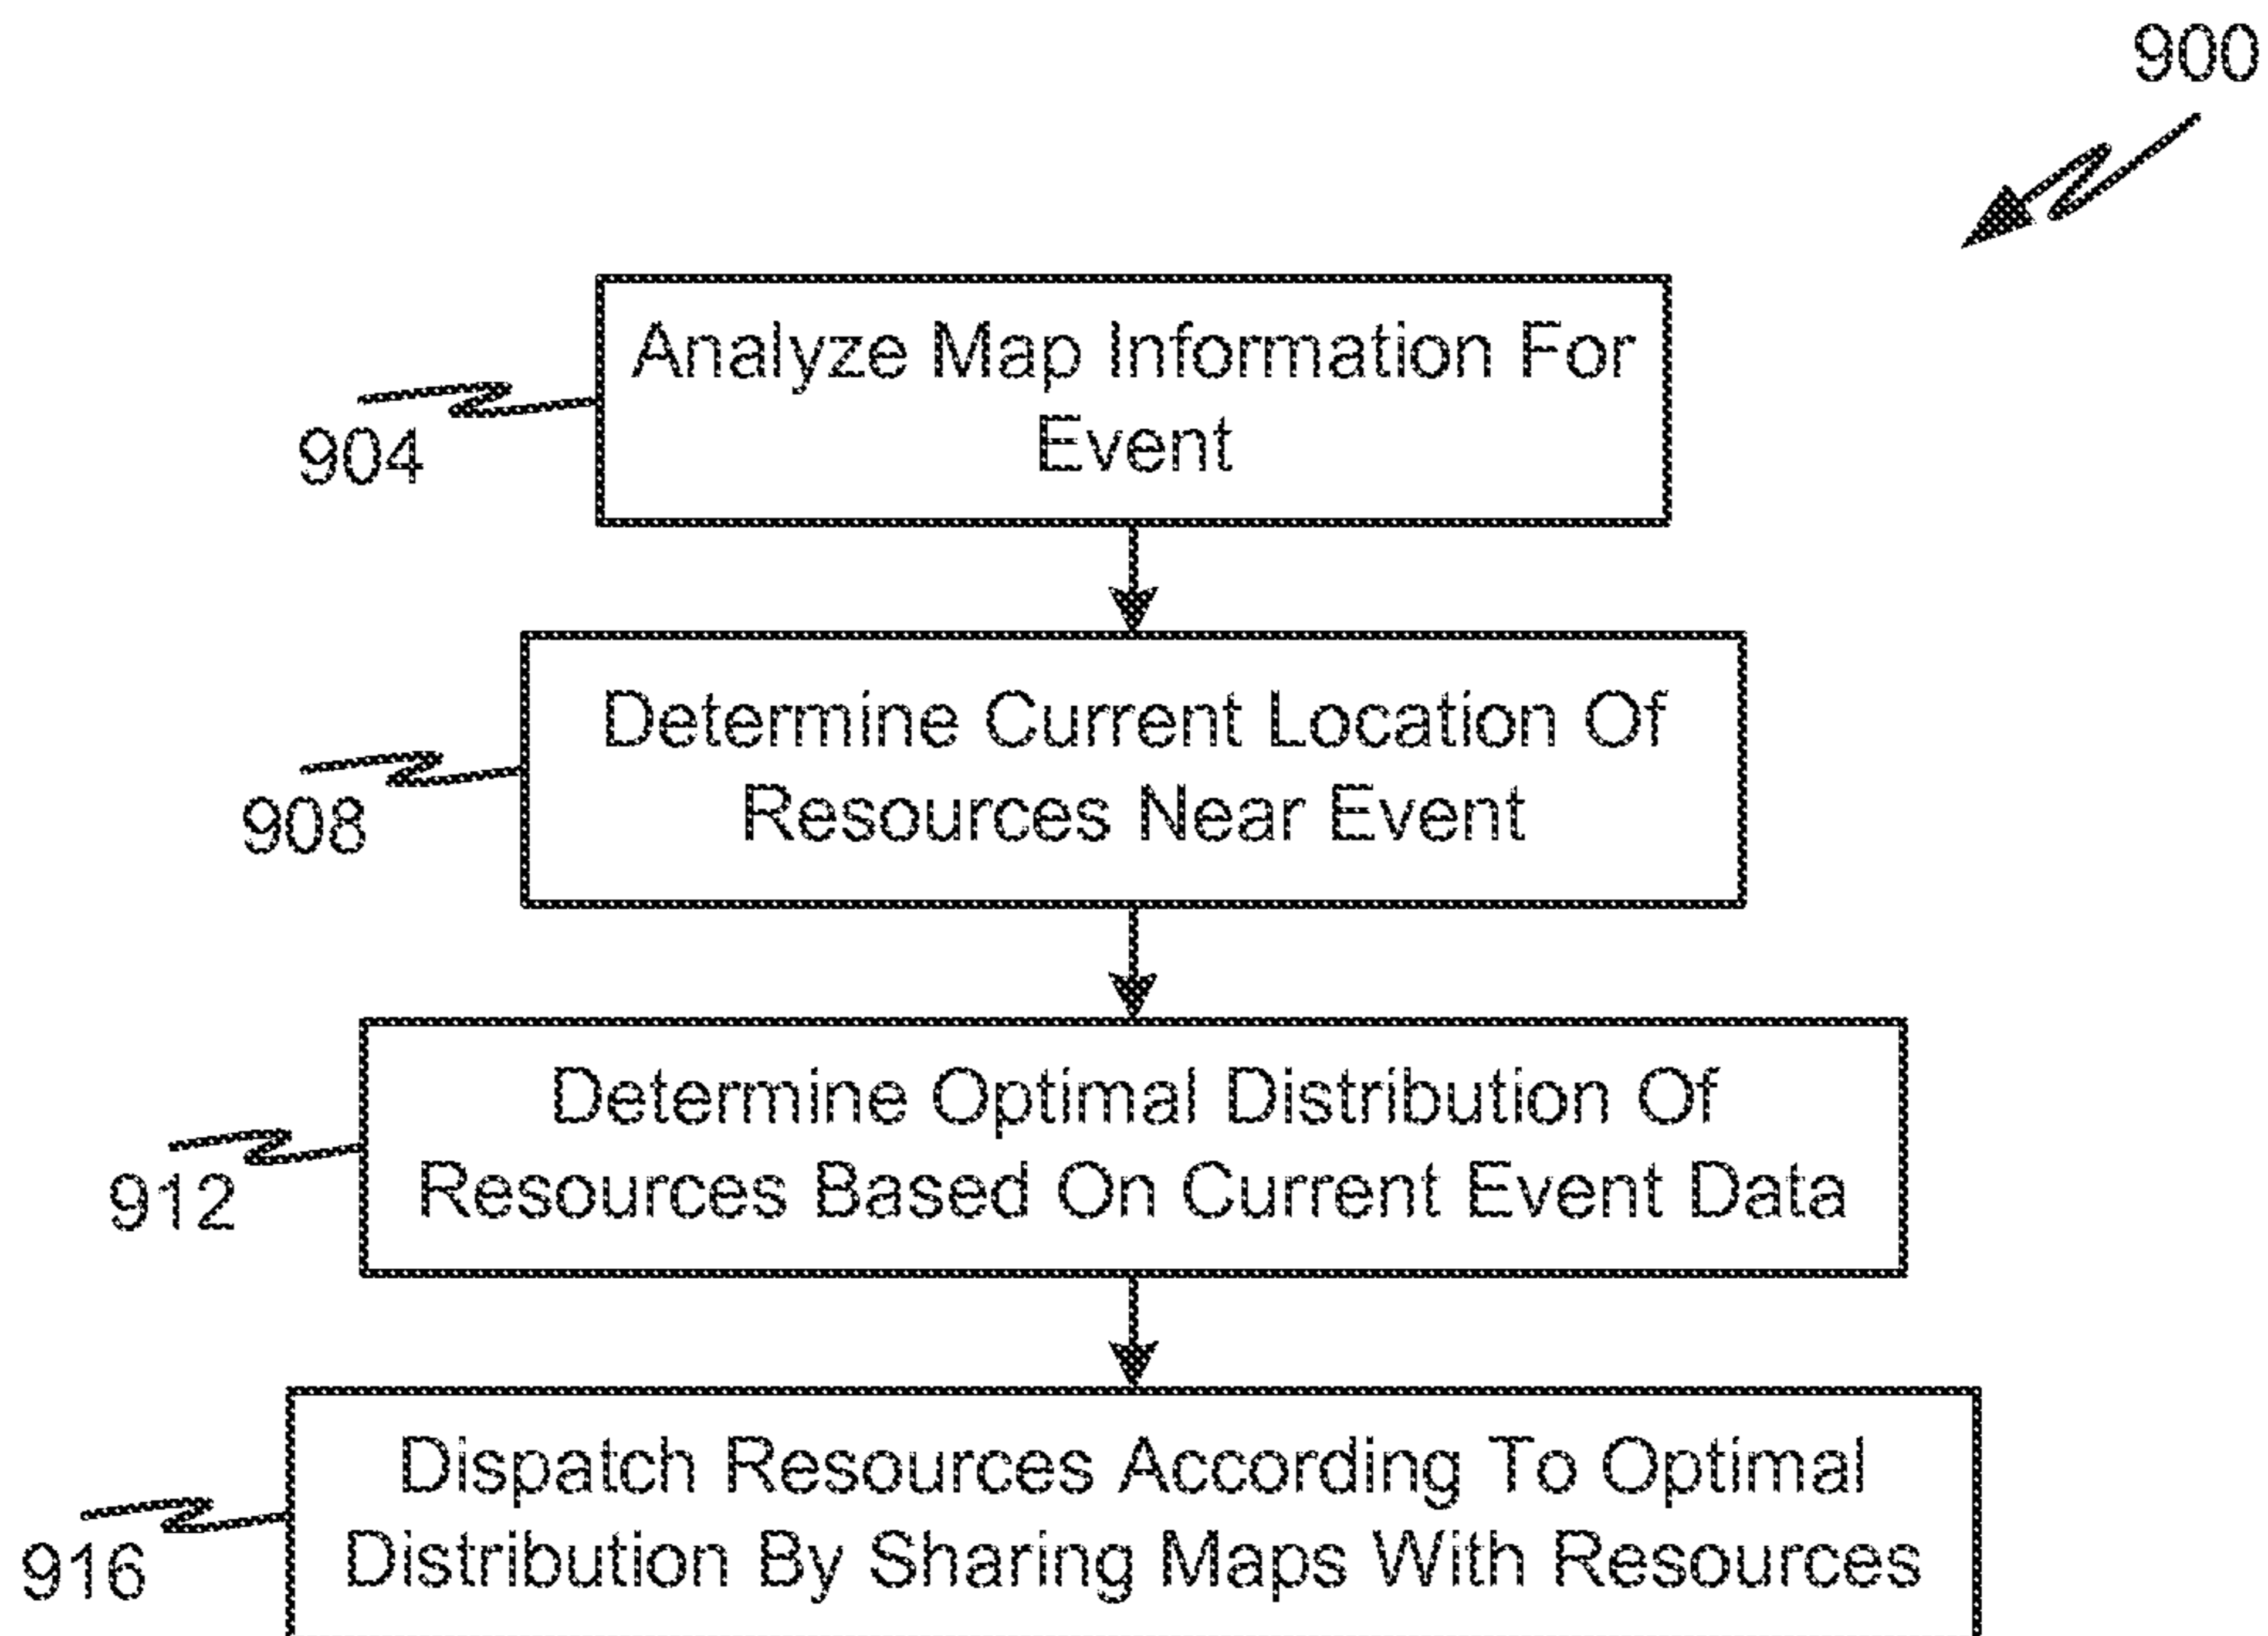 900
Analyze Map Information For
Event
904
Determine Current Location Of
Resources Near Event
908
Determine Optimal Distribution Of
Resources Based On Current Event Data
912
Dispatch Resources According To Optimal
Distribution By Sharing Maps With Resources
916